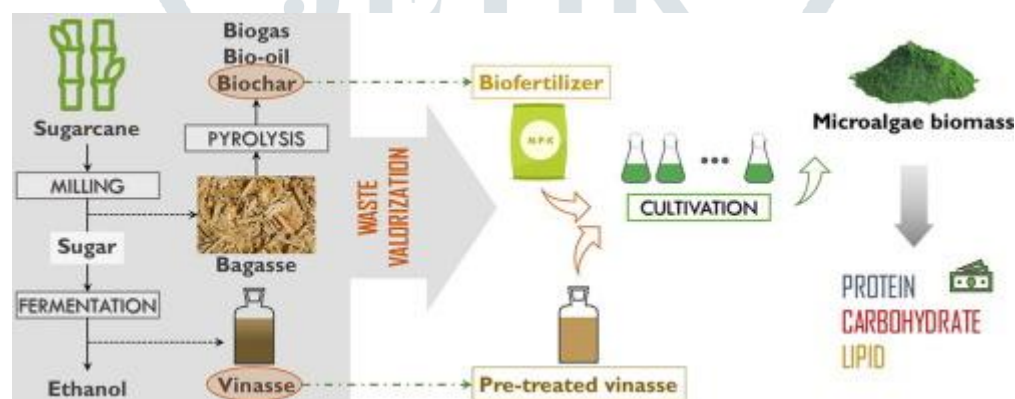 Biogas
Bio-oil
Biochar
Biofertilizer
Sugarcane
PYROLYSIS
MILLING
Sugar
Bagasse
FERMENTATION
Ethanol
Vinasse
WASTE
VALORIZATION
NPK
CULTIVATION
Pre-treated vinasse
Microalgae biomass
PROTEIN
CARBOHYDRATE
LIPID